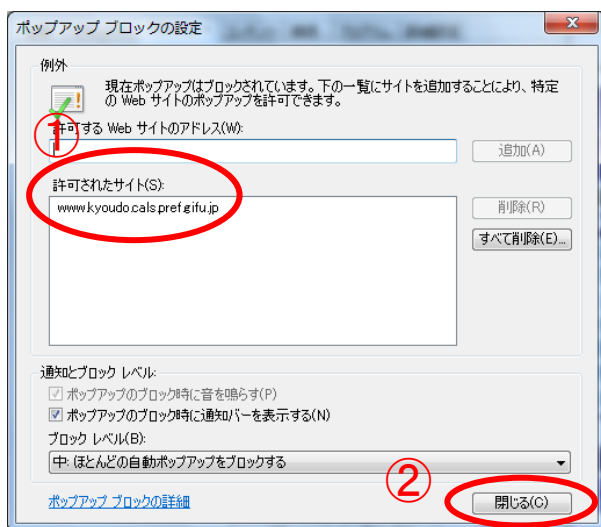 ポップアップ ブロックの設定
例外
現在ポップアップはブロックされています。下の一覧にサイトを追加することにより、特定
の Web サイトのポップアップを許可できます。
①
許可する Web サイトのアドレス(W):
追加(A)
許可されたサイト(S):
www.kyoudo.cals.pref.gifu.jp
削除(R)
すべて削除(E)...
通知とブロック レベル:
ポップアップのブロック時に音を鳴らす(P)
ポップアップのブロック時に通知バーを表示する(N)
ブロック レベル(B):
中: ほとんどの自動ポップアップをブロックする
②
ポップアップ ブロックの詳細
閉じる(C)